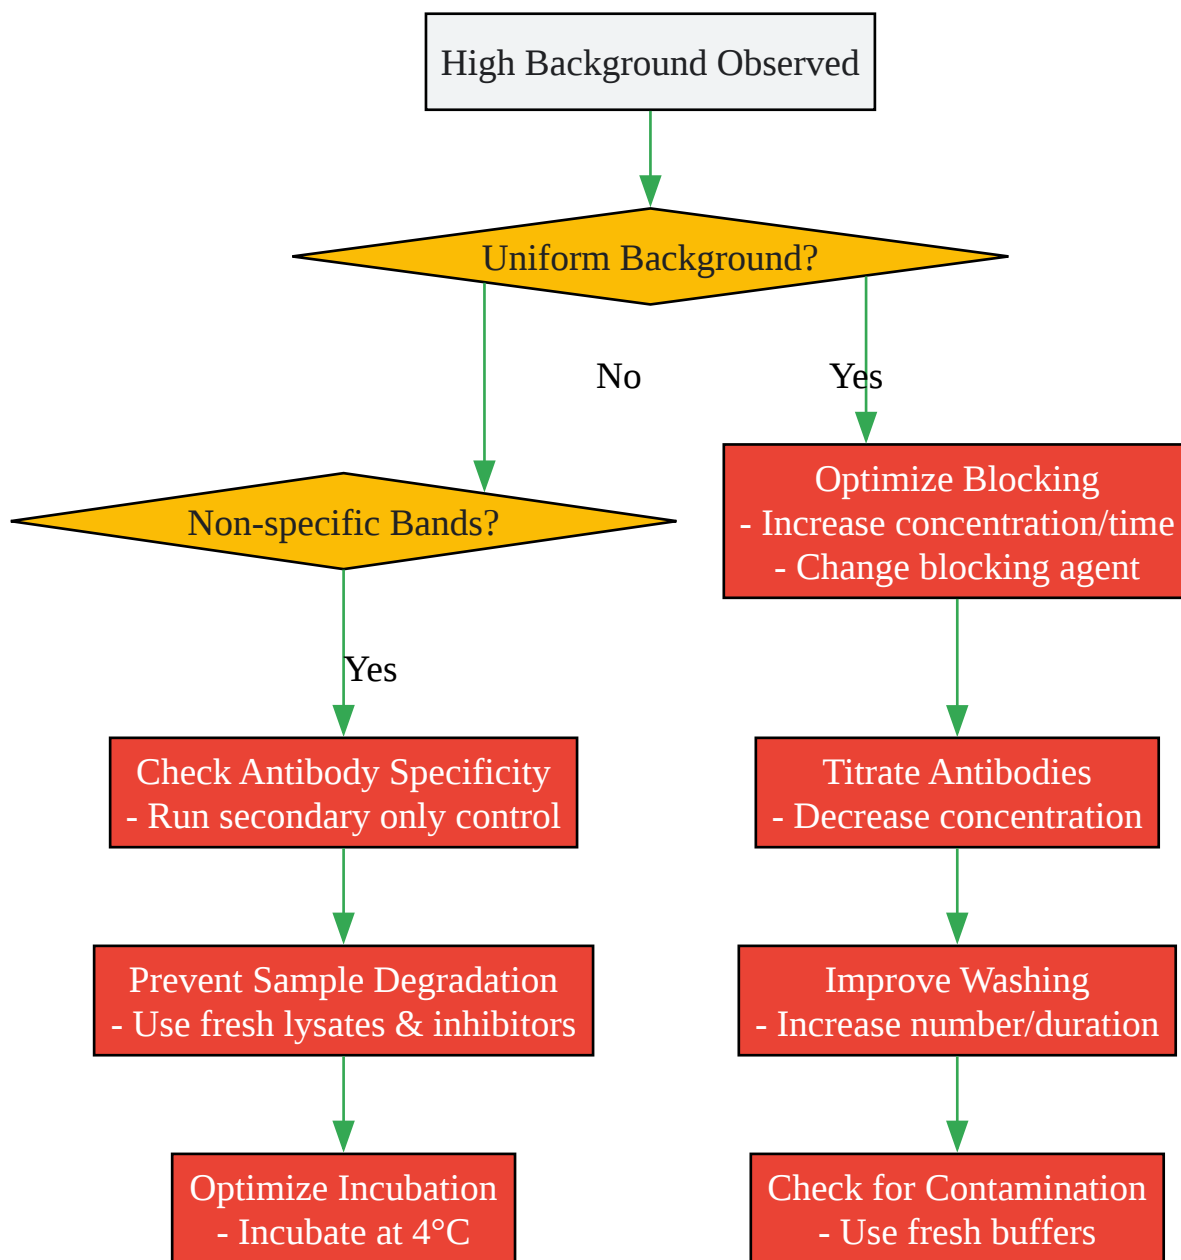 High Background Observed
Uniform Background?
No
Yes
Optimize Blocking
- Increase concentration/time
- Change blocking agent
Non-specific Bands?
Yes
Check Antibody Specificity
- Run secondary only control
Titrate Antibodies
- Decrease concentration
Prevent Sample Degradation
- Use fresh lysates & inhibitors
Improve Washing
- Increase number/duration
Optimize Incubation
- Incubate at 4°C
Check for Contamination
- Use fresh buffers